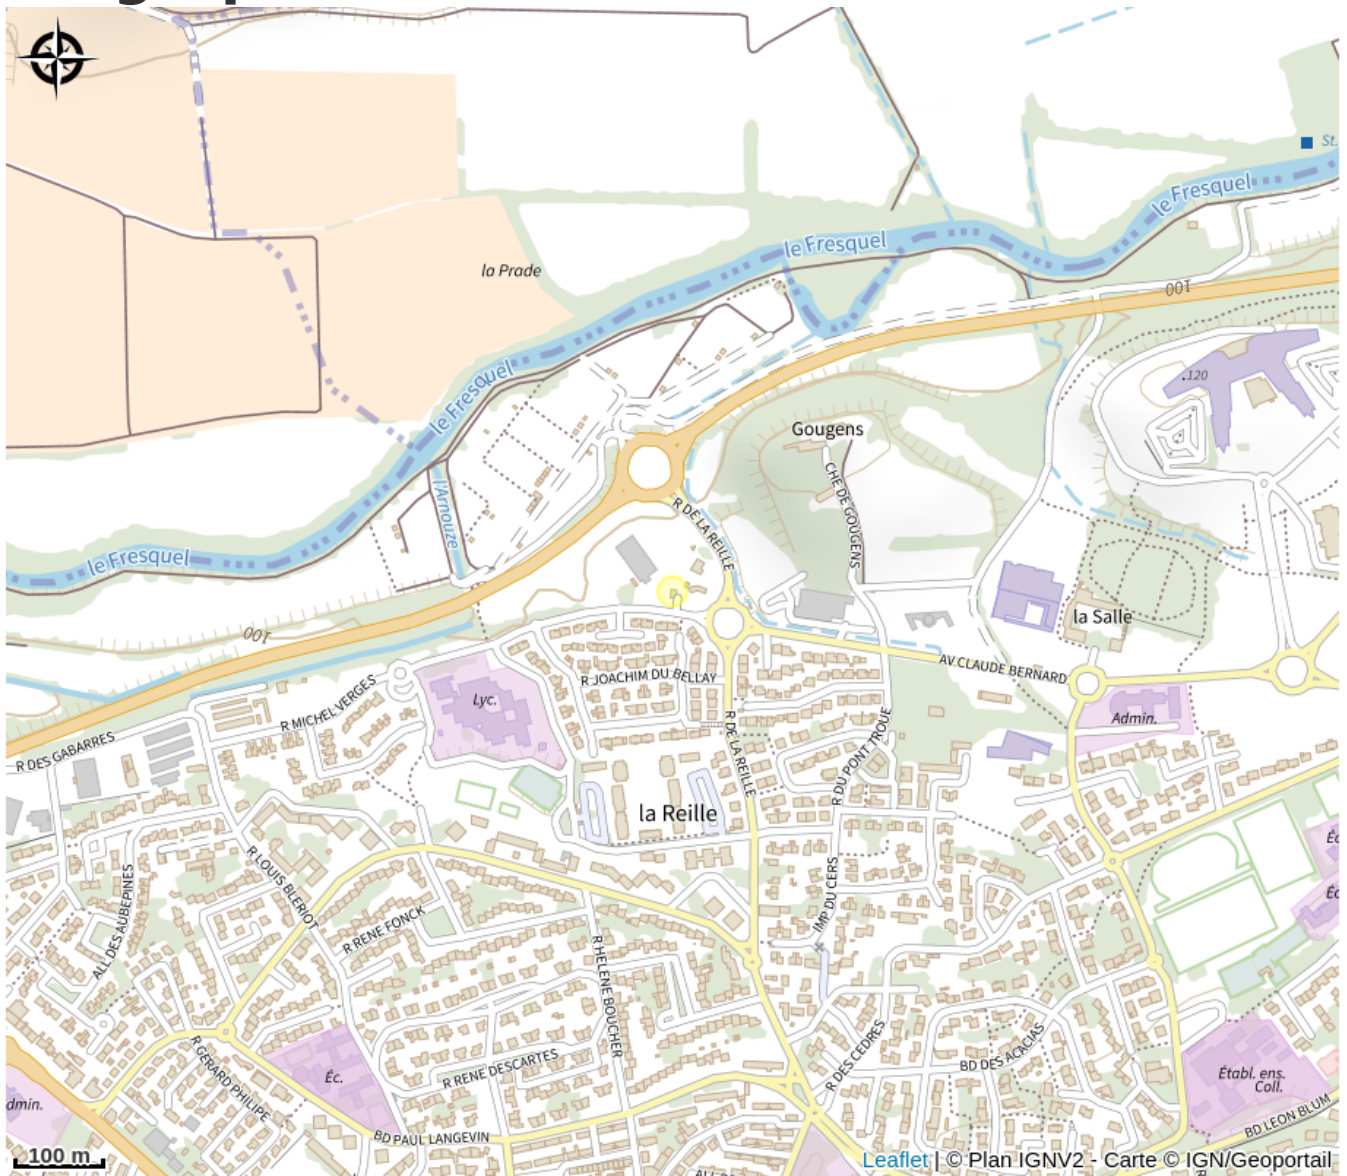 St.
le Fresquel
le Fresquel
la Prade
100
.120
le Fresquel
Gougens
CHE DE GOUGENS
l'Arnouze
R DE LA REILLE
le Fresquel
la Salle
100
AV CLAUDE BERNARD
R JOACHIM DU BELLAY
Lyc.
R MICHEL VERGES
Admin.
R DES GABARRES
R DE LA REILLE
R DU PONT TROUE
la Reille
Éc
R LOUIS BLERIOT
ALL DES AUBEPINES
IMP DU CERS
Éc
R RENE FONCK
R HELENE BOUCHER
R GERARD PHILIPE
R DES CEDRES
BD DES ACACIAS
R RENE DESCARTES
Éc.
Établ. ens.
Coll.
dmin.
BD LEON BLUM
BD PAUL LANGEVIN
100 m
Leaflet | © Plan IGNV2 - Carte © IGN/Geoportail